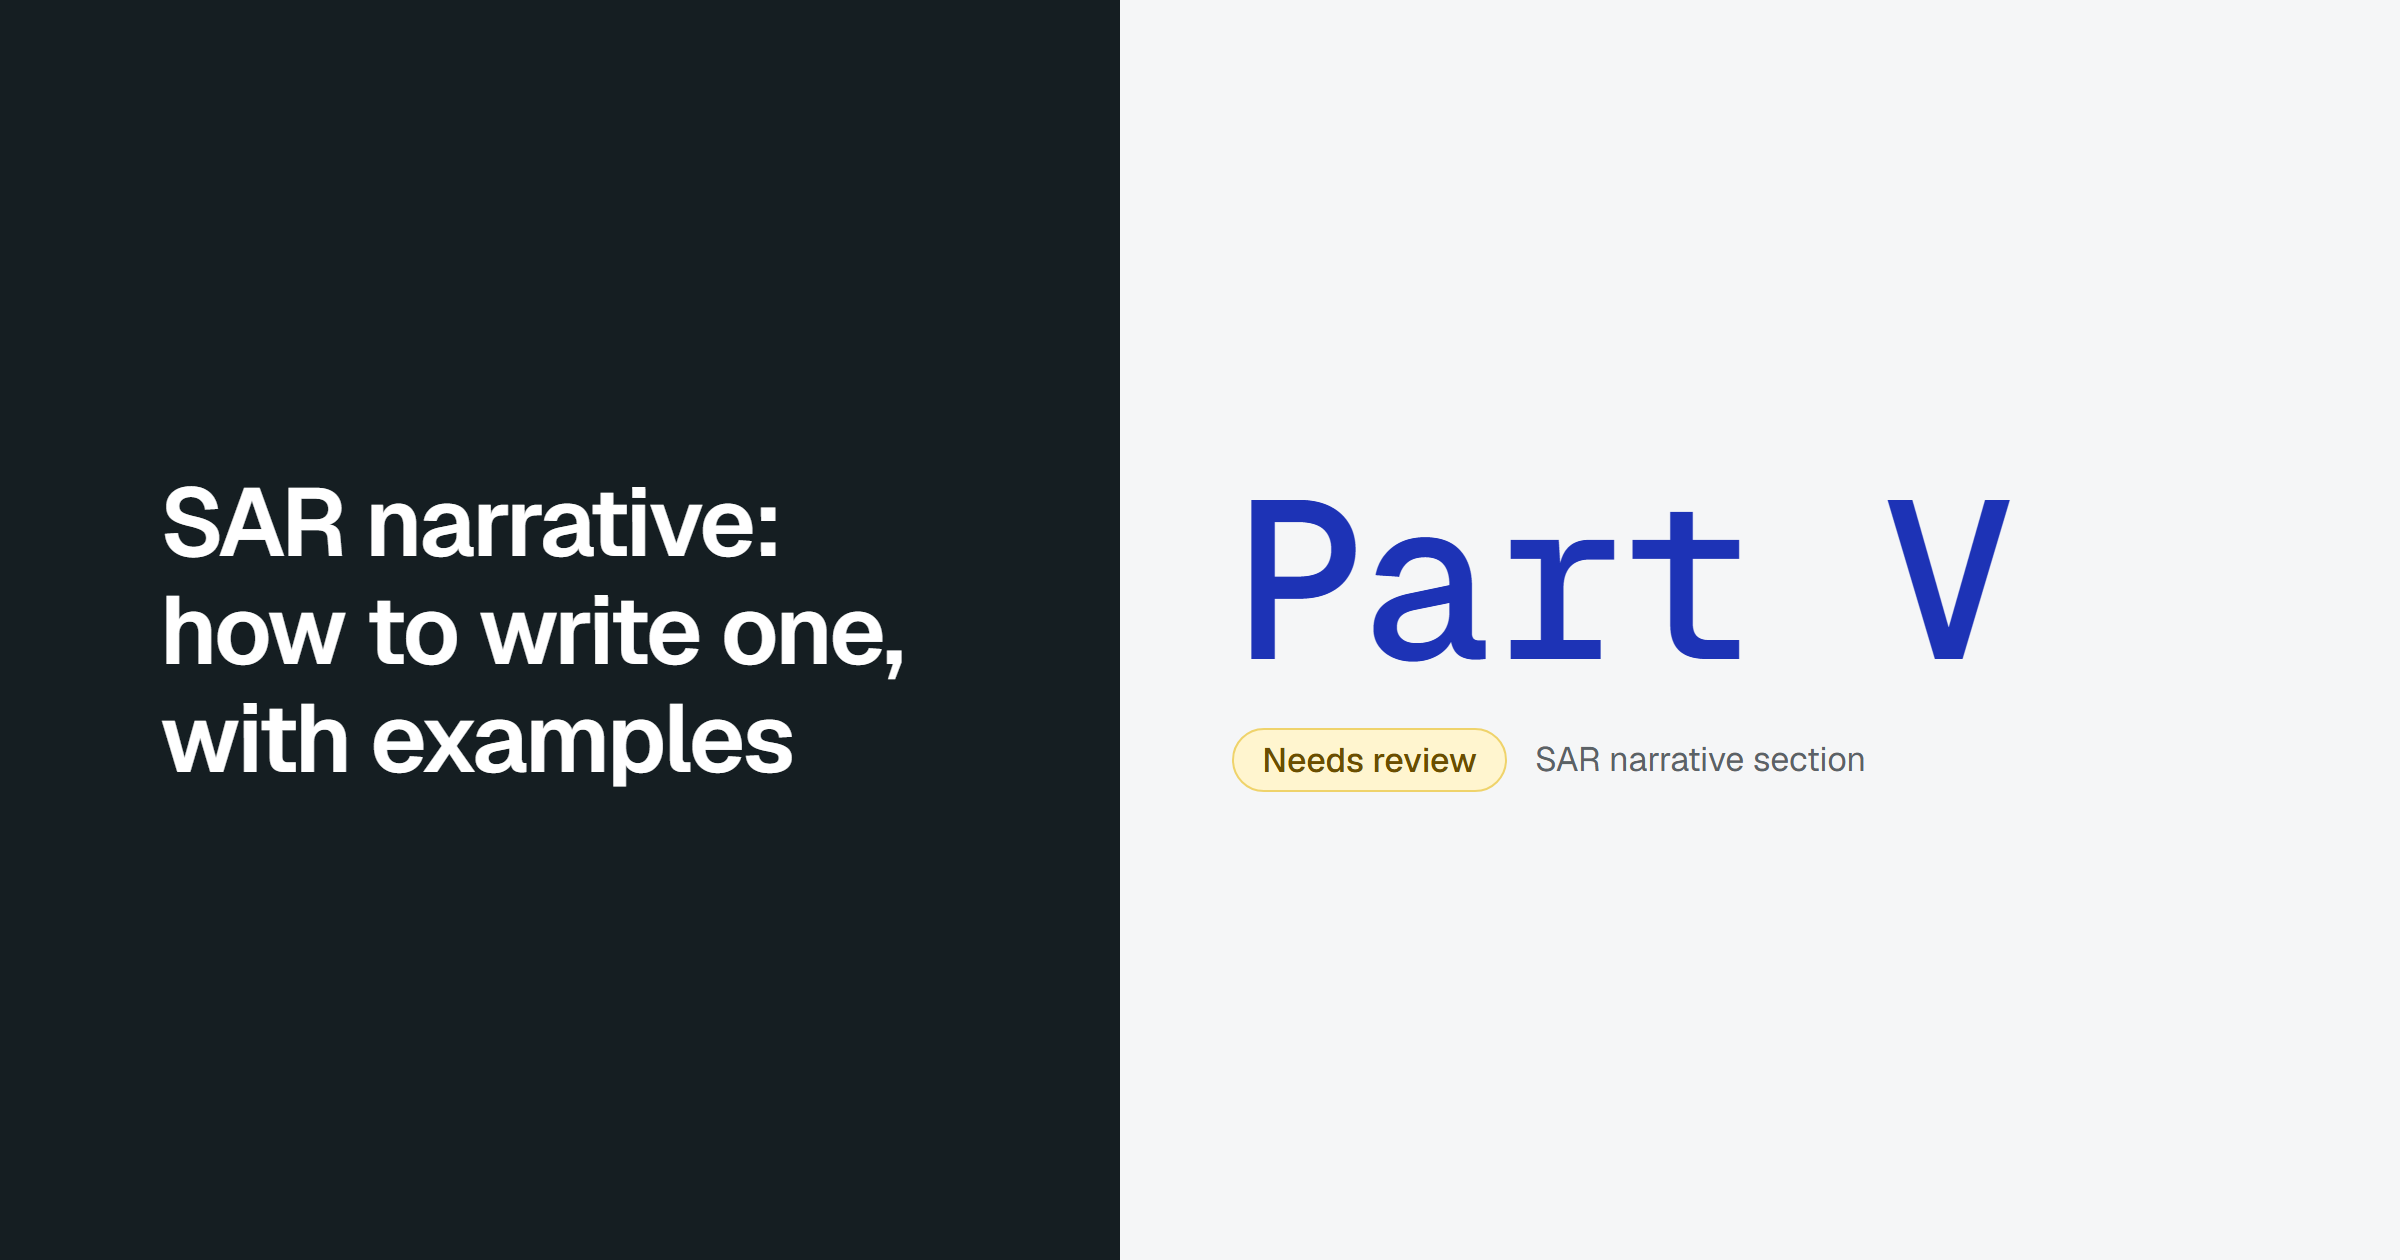 SAR narrative:
how to write one,
with examples
Part V
Needs review
SAR narrative section